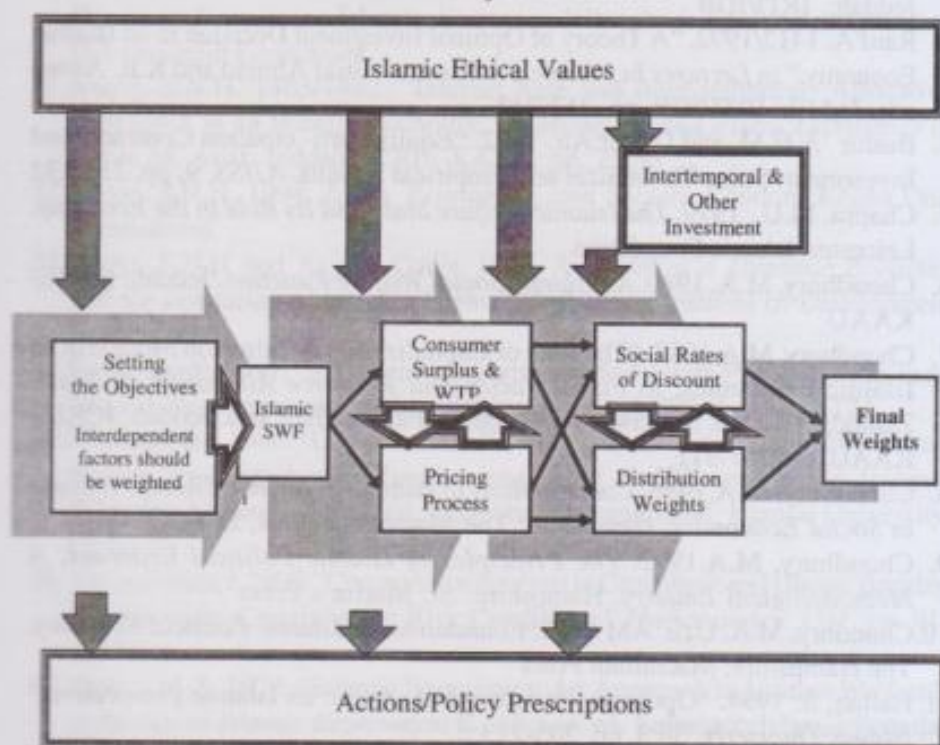 Islamic Ethical Values
Intertemporal &
Other
Investment
Setting
the Objectives
Interdependent
factors should
be weighted
Islamic
SWF
Consumer
Surplus &
WTP
Pricing
Process
Social Rates
of Discount
Distribution
Weights
Final
Weights
Actions/Policy Prescriptions